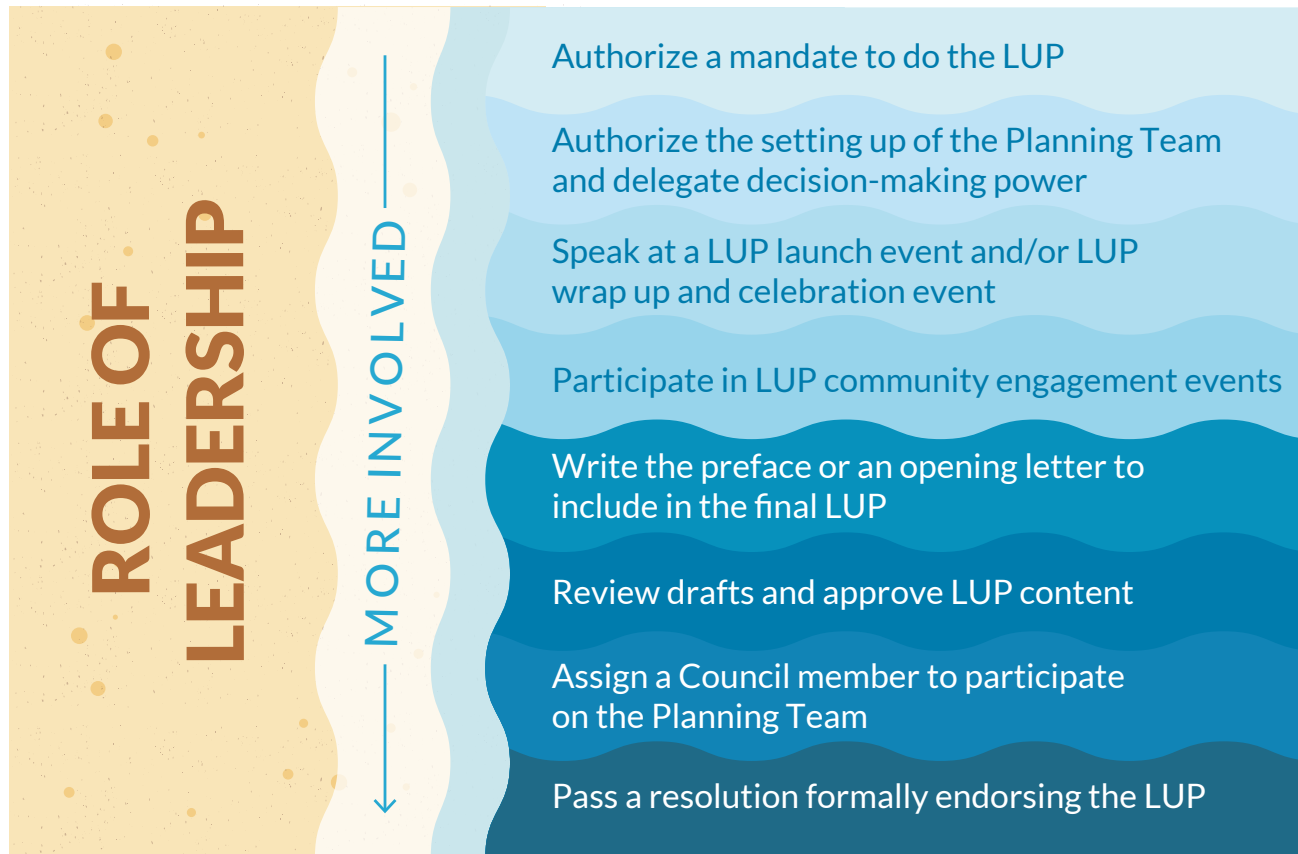 ROLE OF
LEADERSHIP
MORE INVOLVED
Authorize a mandate to do the LUP
Authorize the setting up of the Planning Team
and delegate decision-making power
Speak at a LUP launch event and/or LUP
wrap up and celebration event
Participate in LUP community engagement events
Write the preface or an opening letter to
include in the final LUP
Review drafts and approve LUP content
Assign a Council member to participate
on the Planning Team
Pass a resolution formally endorsing the LUP